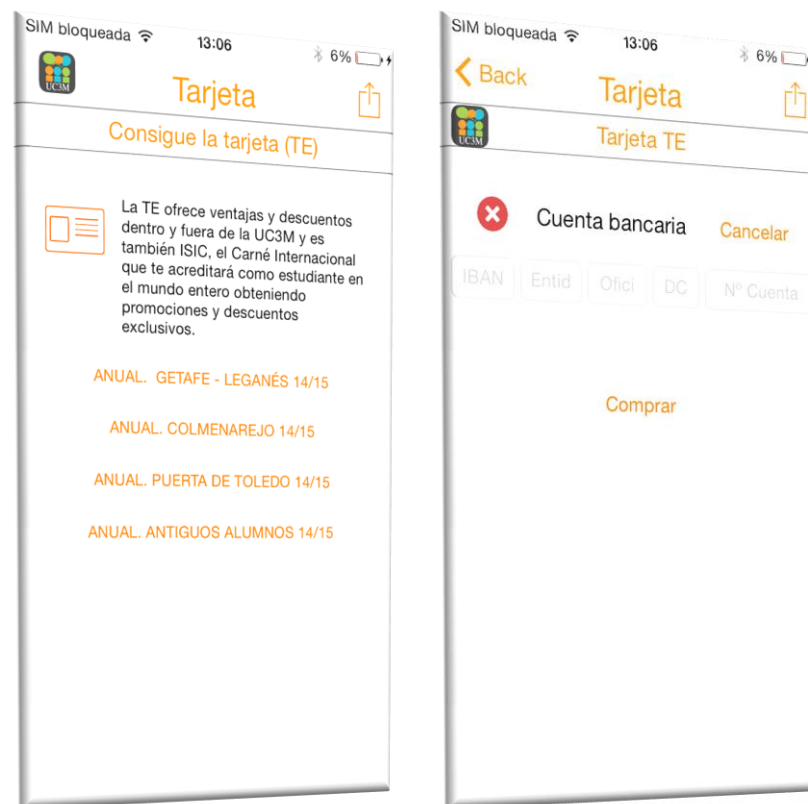 SIM bloqueada 13:06 6%
UC3M
Tarjeta
Consigue la tarjeta (TE)
La TE ofrece ventajas y descuentos
dentro y fuera de la UC3M y es
también ISIC, el Carné Internacional
que te acreditará como estudiante en
el mundo entero obteniendo
promociones y descuentos
exclusivos.
ANUAL. GETAFE - LEGANÉS 14/15
ANUAL. COLMENAREJO 14/15
ANUAL. PUERTA DE TOLEDO 14/15
ANUAL. ANTIGUOS ALUMNOS 14/15
SIM bloqueada 13:06 6%
Back Tarjeta
UC3M
Tarjeta TE
Cuenta bancaria Cancelar
IBAN Entid Ofici DC Nº Cuenta
Comprar